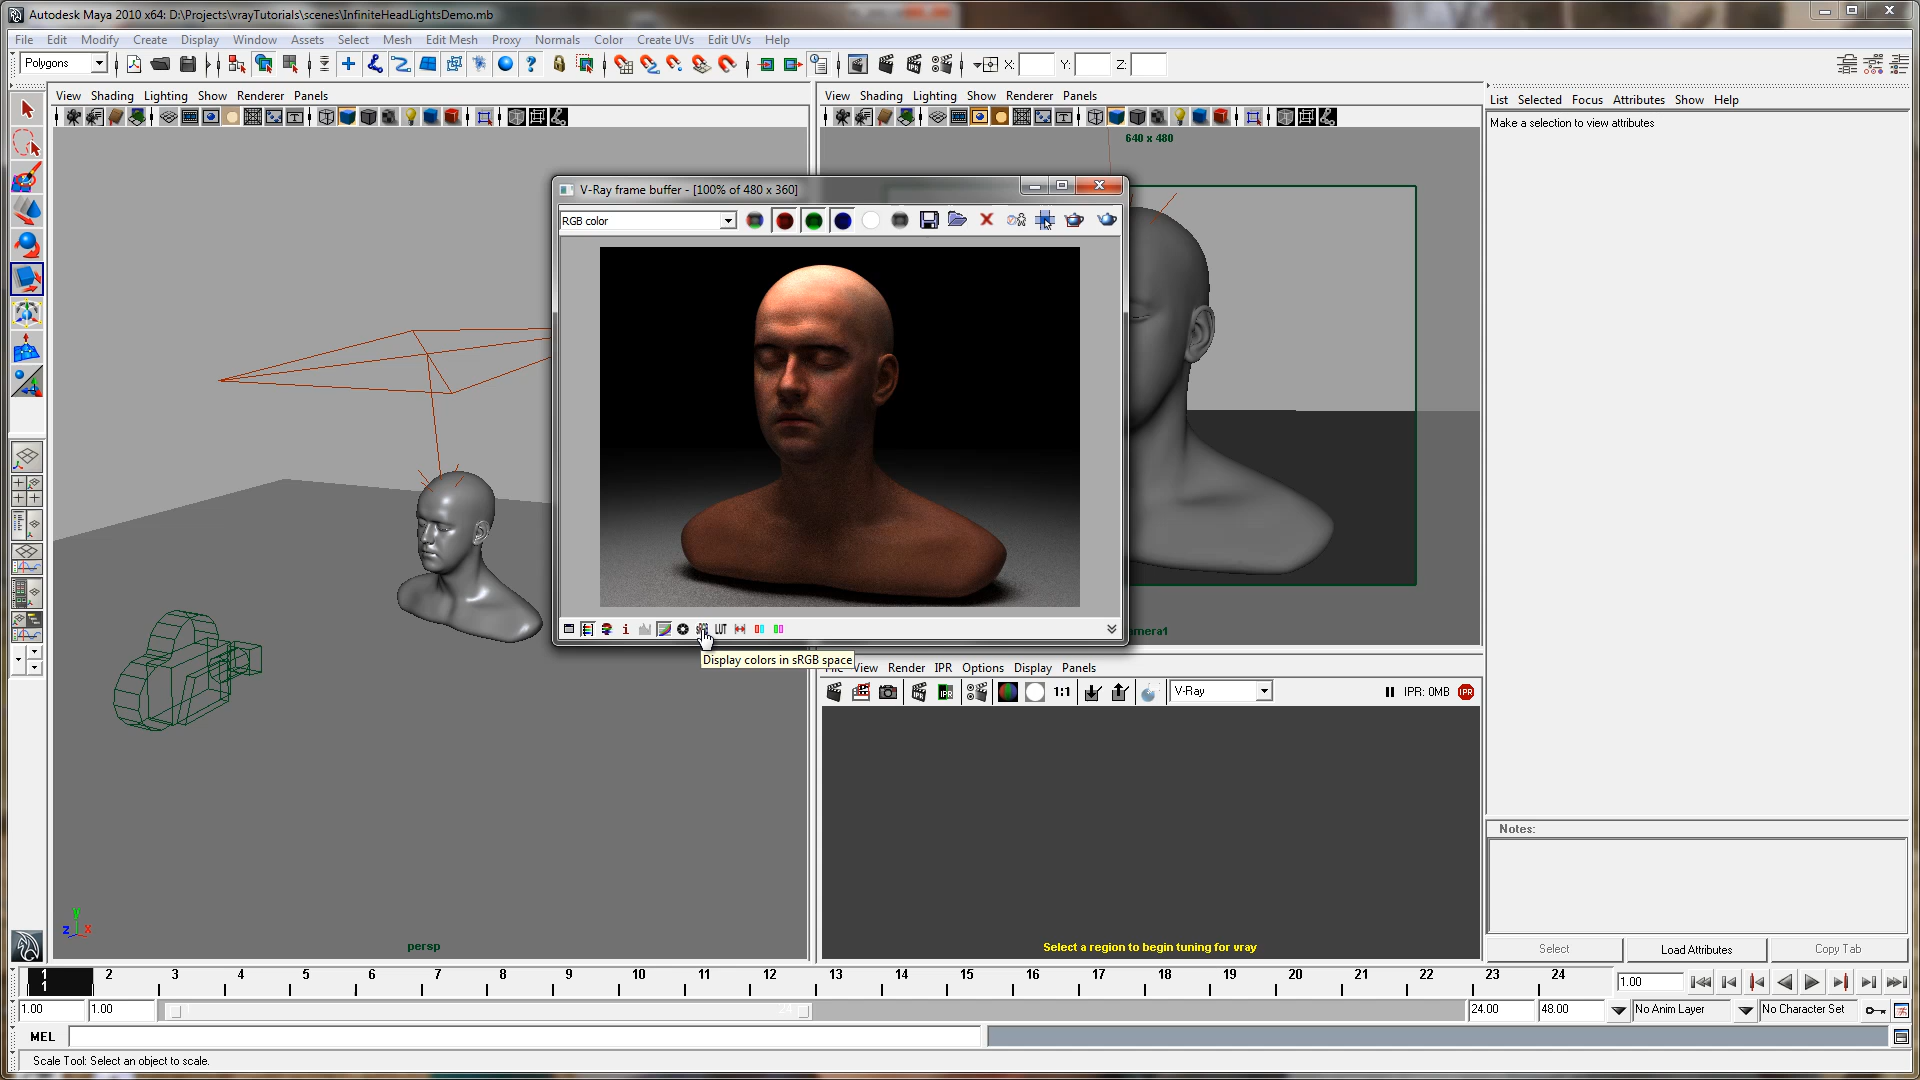 Autodesk Maya 2010 x64: D:\Projects\vrayTutorials\scenes\InfiniteHeadLightsDemo.mb
File Edit Modify Create Display Window Assets Select Mesh Edit Mesh Proxy Normals Color Create UVs Edit UVs Help
Polygons X: Y: Z:
View Shading Lighting Show Renderer Panels
View Shading Lighting Show Renderer Panels
List Selected Focus Attributes Show Help
Make a selection to view attributes
640 x 480
V-Ray frame buffer - [100% of 480 x 360]
RGB color
LUT
Display colors in sRGB space
mera1
View Render IPR Options Display Panels
IPR IPR 1:1 V-Ray IPR: 0MB IPR
Select a region to begin tuning for vray
y
z x
persp
Notes:
Select Load Attributes Copy Tab
1 2 3 4 5 6 7 8 9 10 11 12 13 14 15 16 17 18 19 20 21 22 23 24
1
1.00
1.00 1.00 24 24.00 48.00 No Anim Layer No Character Set
MEL
Scale Tool: Select an object to scale.